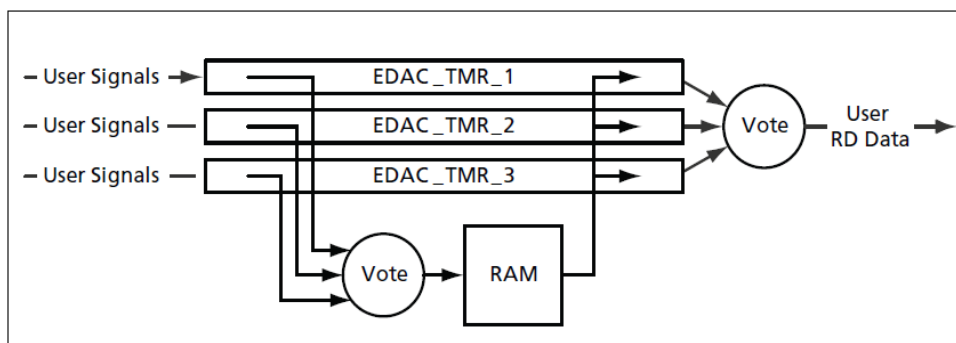 User Signals
EDAC_TMR_1
User Signals
EDAC_TMR_2
Vote
User
RD Data
User Signals
EDAC_TMR_3
Vote
RAM